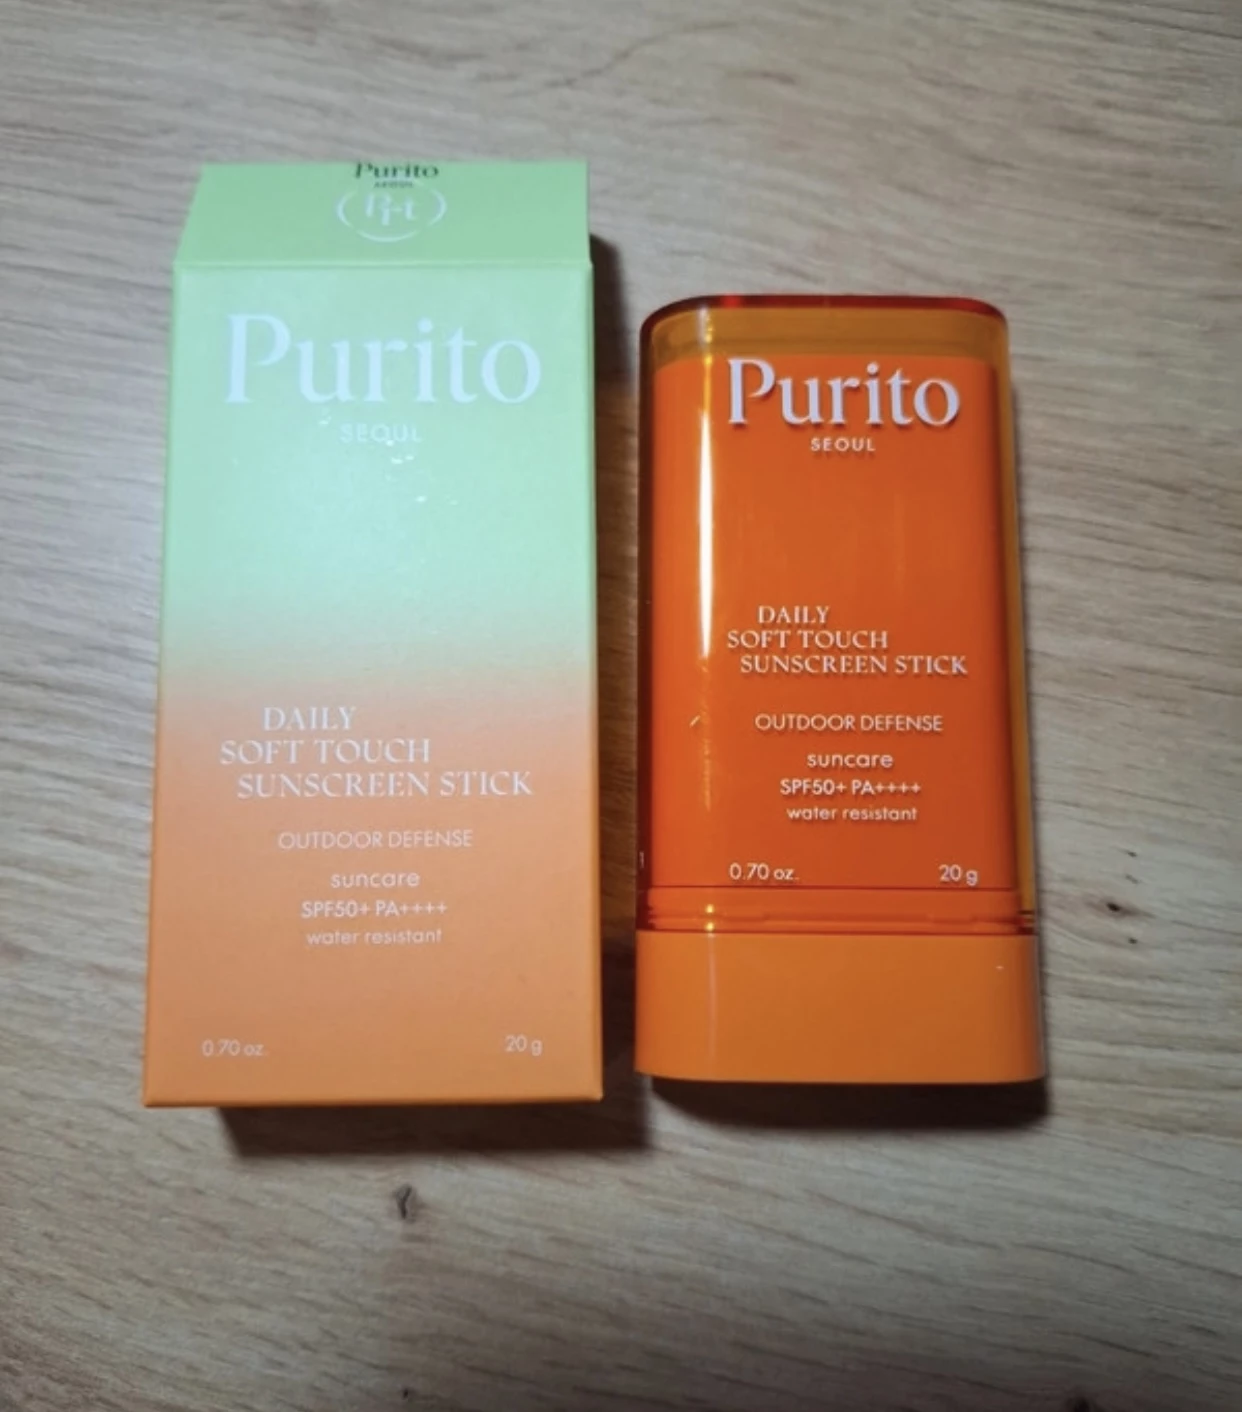 Purito
SEOUL
Purito
SEOUL
DAILY
SOFT TOUCH
SUNSCREEN STICK
OUTDOOR DEFENSE
suncare
SPF50+ PA++++
water resistant
0.70 oz.
20 g
Purito
SEOUL
DAILY
SOFT TOUCH
SUNSCREEN STICK
OUTDOOR DEFENSE
suncare
SPF50+ PA++++
water resistant
0.70 oz.
20 g